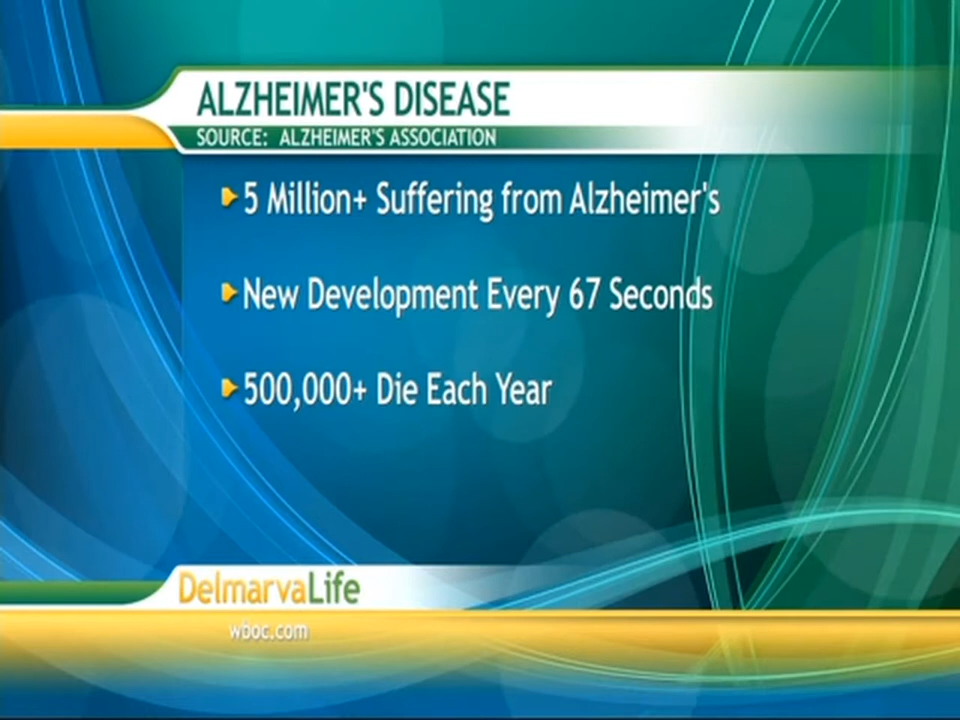 ALZHEIMER'S DISEASE
SOURCE: ALZHEIMER'S ASSOCIATION
5 Million+ Suffering from Alzheimer's
New Development Every 67 Seconds
500,000+ Die Each Year
DelmarvaLife
wboc.com